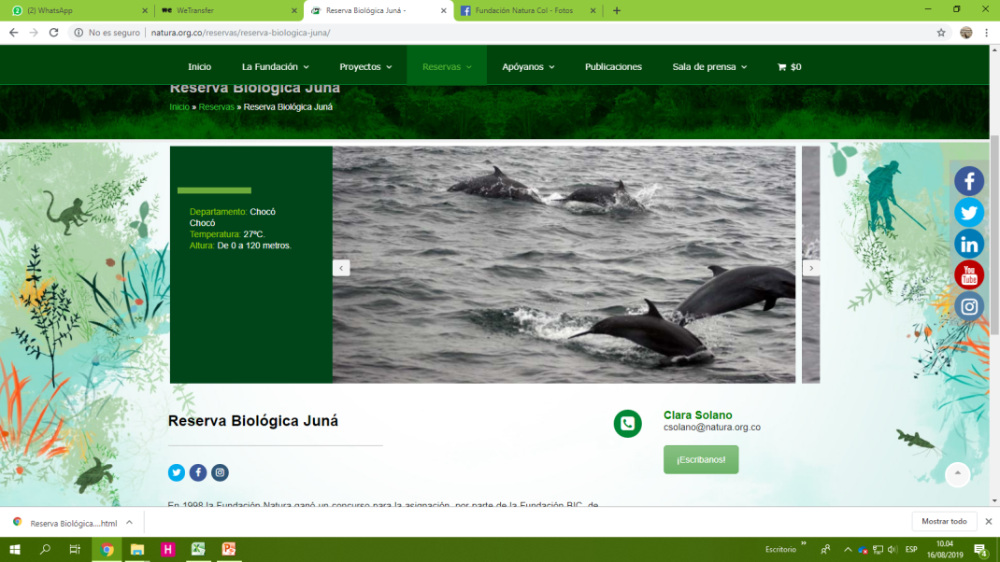 (2) WhatsApp
WeTransfer
Reserva Biológica Juná -
Fundación Natura Col - Fotos
No es seguro | natura.org.co/reservas/reserva-biologica-juna/
Inicio La Fundación Proyectos Reservas Apóyanos Publicaciones Sala de prensa $0
Reserva Biológica Juná
Inicio » Reservas » Reserva Biológica Juná
Departamento: Chocó
Chocó
Temperatura: 27ºC.
Altura: De 0 a 120 metros.
You
Tube
Reserva Biológica Juná
Clara Solano
csolano@natura.org.co
¡Escríbanos!
En 1998 la Fundación Natura ganó un concurso para la asignación, por parte de la Fundación BIC, de
Reserva Biológica....html
Mostrar todo
Escritorio
ESP
10.04
16/08/2019
4